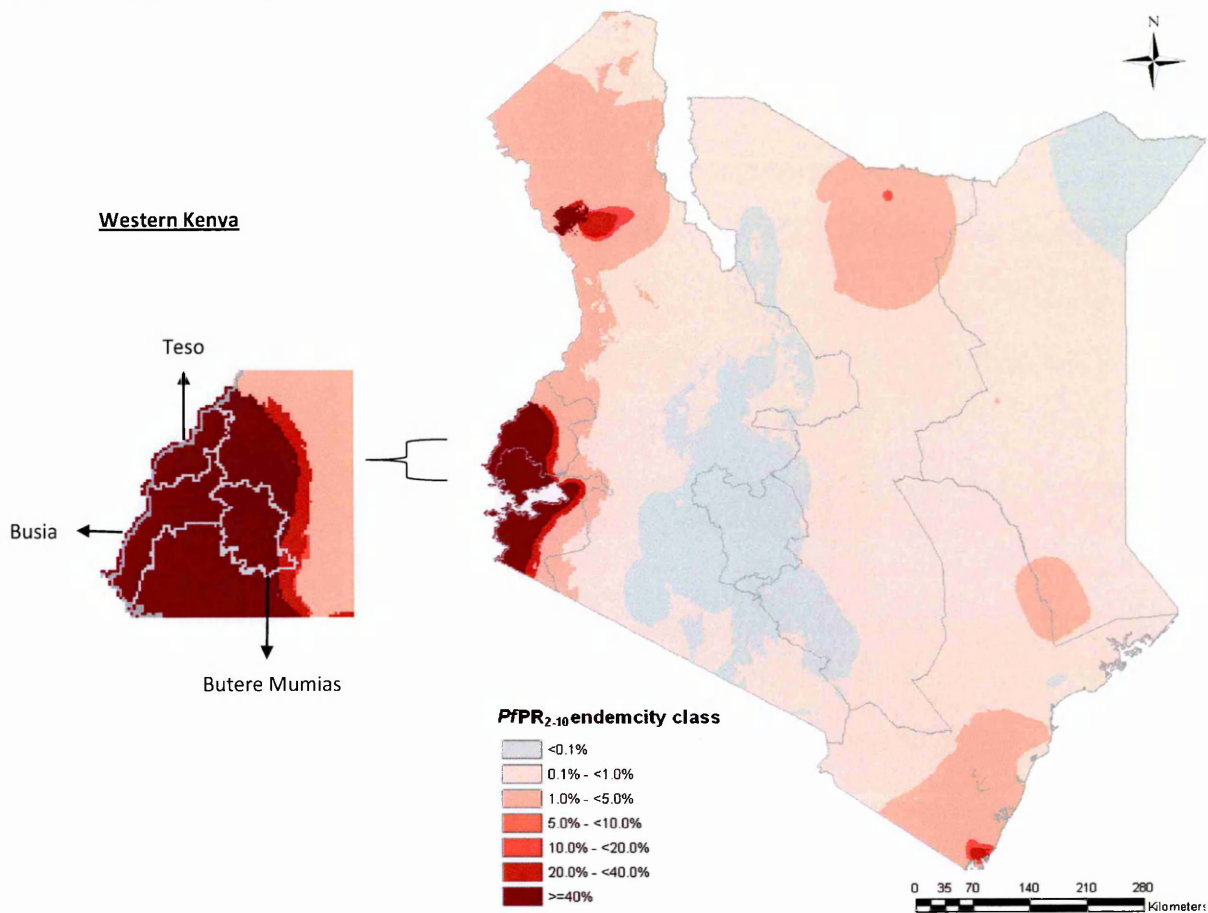 N
Western Kenya
Teso
Busia
Butere Mumias
PfPR2-10 endemcity class
<0.1%
0.1% - <1.0%
1.0% - <5.0%
5.0% - <10.0%
10.0% - <20.0%
20.0% - <40.0%
>=40%
0 35 70 140 210 280
Kilometers